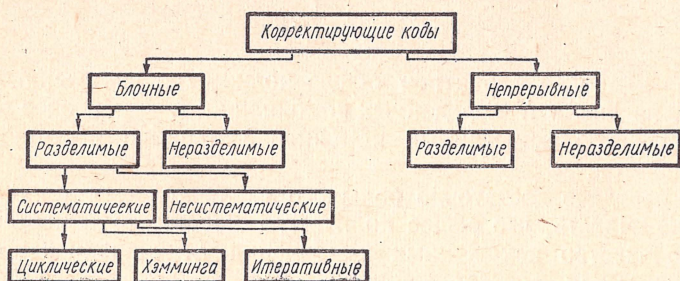 Корректирующие коды
Блочные
Непрерывные
Разделимые
Неразделимые
Разделимые
Неразделимые
Систематичеекие
Несистематические
Циклические
Хэмминга
Итеративные